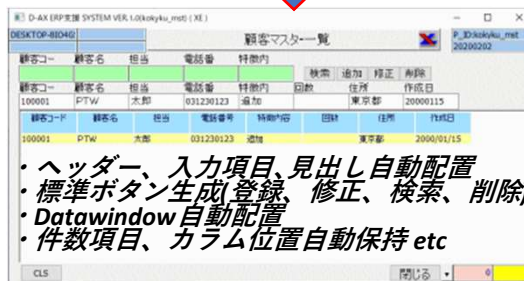 D-AX ERP支援 SYSTEM VER. 1.0(kokyku_mst) ( XE )
DESKTOP-8IO4G
顧客マスター一覧
P_ID:kokyku_ms
20200202
顧客コー 顧客名 担当 電話番 特徴内
検索 追加 修正 削除
顧客コー 顧客名 担当 電話番 特徴内 回数 住所 作成日
100001 PTW 太郎 031230123 追加 東京都 20000115
顧客コード 顧客名 担当 電話番号 特徴内容 回数 住所 作成日
100001 PTW 太郎 031230123 追加 東京都 2000/01/15
・ヘッダー、入力項目、見出し自動配置
・標準ボタン生成(登録、修正、検索、削除)
・Datawindow自動配置
・件数項目、カラム位置自動保持 etc
CLS 閉じる 0